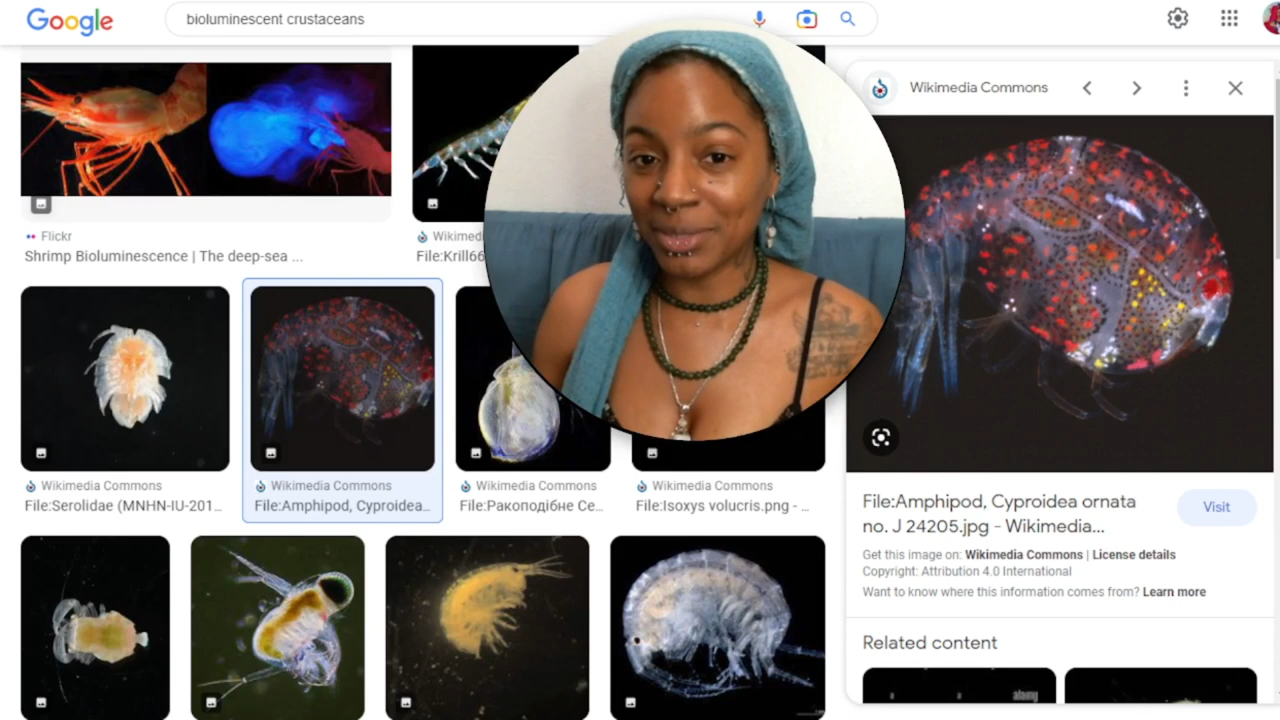 Google
bioluminescent crustaceans
Wikimedia Commons
Flickr
Shrimp Bioluminescence | The deep-sea ...
Wikimedi
File:Krill66
Wikimedia Commons
File:Serolidae (MNHN-IU-201...
Wikimedia Commons
File:Amphipod, Cyproidea...
Wikimedia Commons
File:Ракоподібне Се...
Wikimedia Commons
File:Isoxys volucris.png - ...
File:Amphipod, Cyproidea ornata
no. J 24205.jpg - Wikimedia...
Visit
Get this image on: Wikimedia Commons | License details
Copyright: Attribution 4.0 International
Want to know where this information comes from? Learn more
Related content
alamy